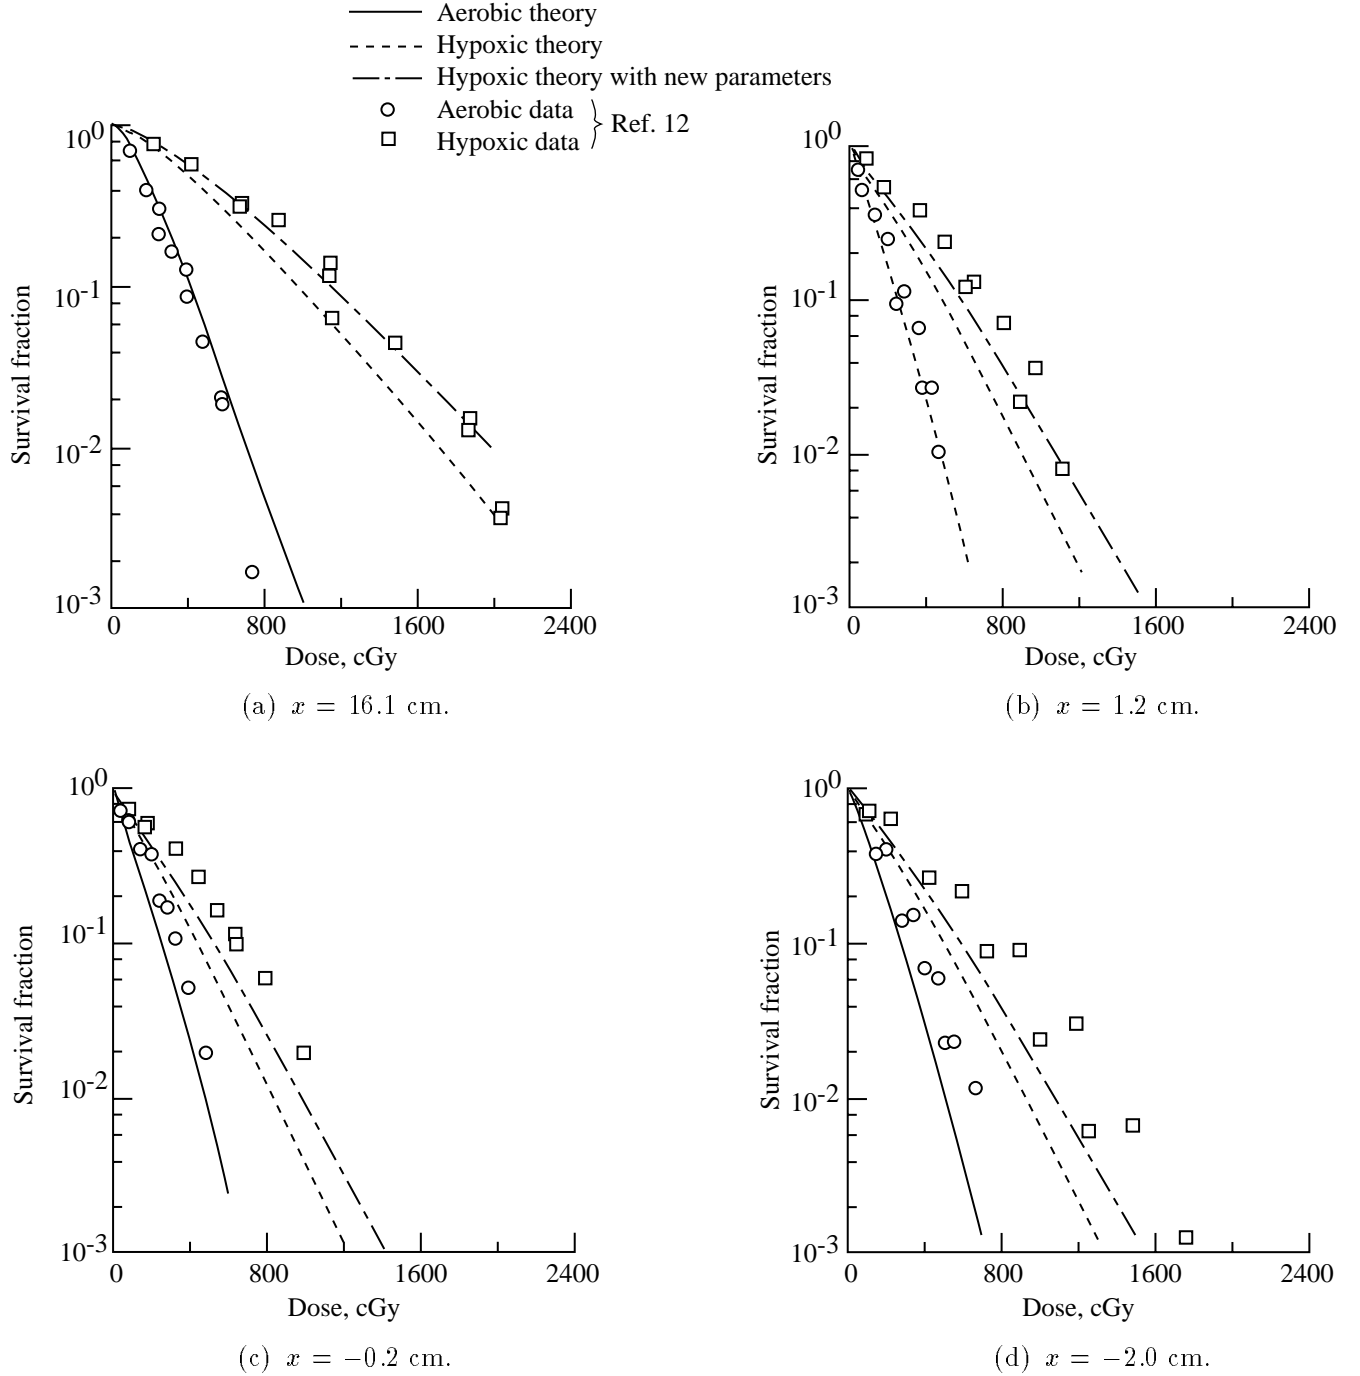 Aerobic theory
Hypoxic theory
Hypoxic theory with new parameters
Aerobic data
Hypoxic data
Ref. 12
10^0
10^-1
10^-2
10^-3
Survival fraction
0 800 1600 2400
Dose, cGy
(a) x = 16.1 cm.
10^0
10^-1
10^-2
10^-3
Survival fraction
0 800 1600 2400
Dose, cGy
(b) x = 1.2 cm.
10^0
10^-1
10^-2
10^-3
Survival fraction
0 800 1600 2400
Dose, cGy
(c) x = −0.2 cm.
10^0
10^-1
10^-2
10^-3
Survival fraction
0 800 1600 2400
Dose, cGy
(d) x = −2.0 cm.